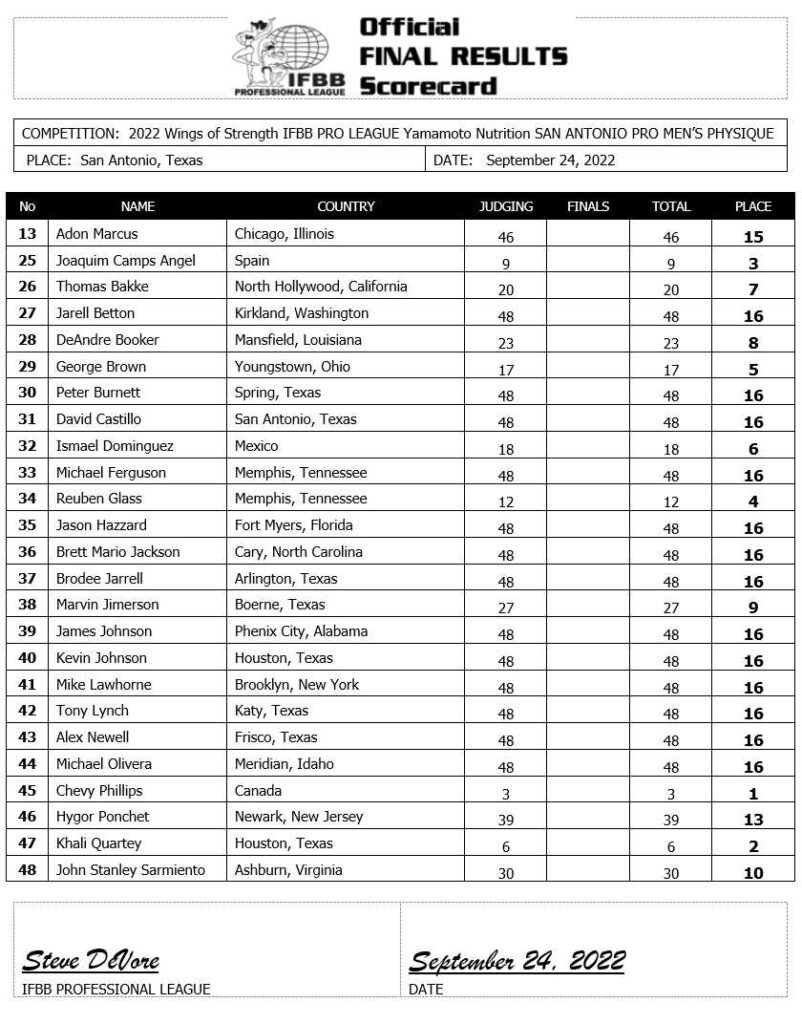 Official
FINAL RESULTS
Scorecard
IFBB
PROFESSIONAL LEAGUE
COMPETITION: 2022 Wings of Strength IFBB PRO LEAGUE Yamamoto Nutrition SAN ANTONIO PRO MEN'S PHYSIQUE
PLACE: San Antonio, Texas DATE: September 24, 2022
No NAME COUNTRY JUDGING FINALS TOTAL PLACE
13 Adon Marcus Chicago, Illinois 46 46 15
25 Joaquim Camps Angel Spain 9 9 3
26 Thomas Bakke North Hollywood, California 20 20 7
27 Jarell Betton Kirkland, Washington 48 48 16
28 DeAndre Booker Mansfield, Louisiana 23 23 8
29 George Brown Youngstown, Ohio 17 17 5
30 Peter Burnett Spring, Texas 48 48 16
31 David Castillo San Antonio, Texas 48 48 16
32 Ismael Dominguez Mexico 18 18 6
33 Michael Ferguson Memphis, Tennessee 48 48 16
34 Reuben Glass Memphis, Tennessee 12 12 4
35 Jason Hazzard Fort Myers, Florida 48 48 16
36 Brett Mario Jackson Cary, North Carolina 48 48 16
37 Brodee Jarrell Arlington, Texas 48 48 16
38 Marvin Jimerson Boerne, Texas 27 27 9
39 James Johnson Phenix City, Alabama 48 48 16
40 Kevin Johnson Houston, Texas 48 48 16
41 Mike Lawhorne Brooklyn, New York 48 48 16
42 Tony Lynch Katy, Texas 48 48 16
43 Alex Newell Frisco, Texas 48 48 16
44 Michael Olivera Meridian, Idaho 48 48 16
45 Chevy Phillips Canada 3 3 1
46 Hygor Ponchet Newark, New Jersey 39 39 13
47 Khali Quartey Houston, Texas 6 6 2
48 John Stanley Sarmiento Ashburn, Virginia 30 30 10
Steve DeVore September 24, 2022
IFBB PROFESSIONAL LEAGUE DATE